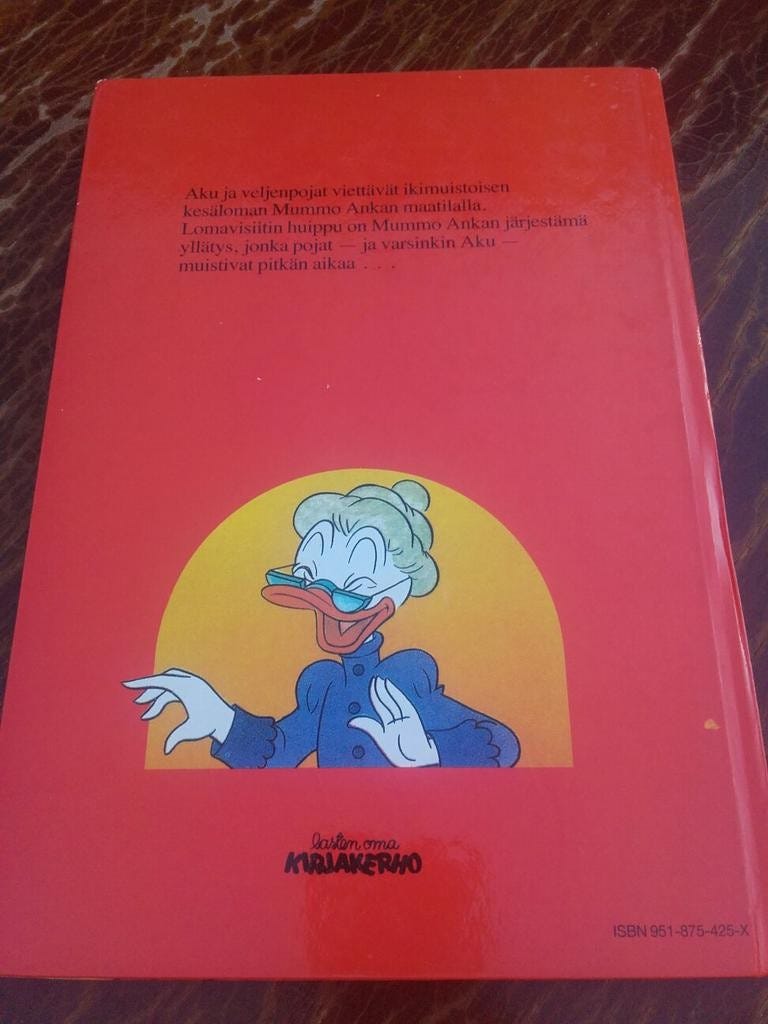 Aku ja veljenpojat viettävät ikimuistoisen
kesäloman Mummo Ankan maatilalla.
Lomavisiitin huippu on Mummo Ankan järjestämä
yllätys, jonka pojat — ja varsinkin Aku —
muistivat pitkän aikaa . . .
lasten oma
KIRJAKERHO
ISBN 951-875-425-X